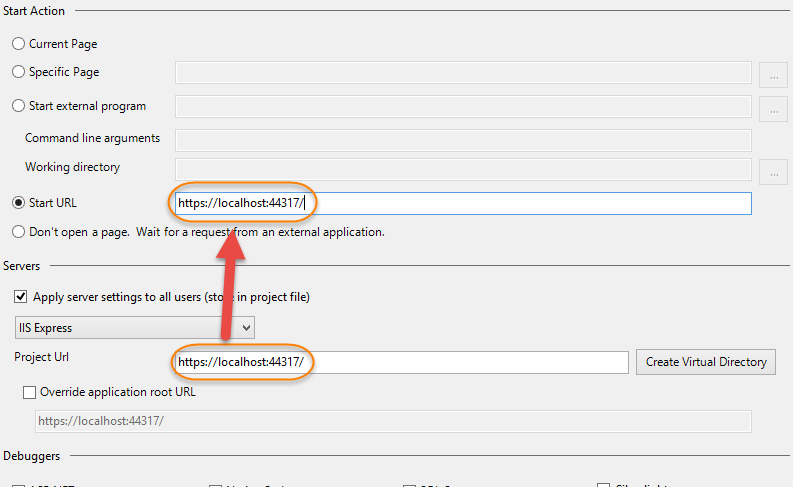 Start Action
Current Page
Specific Page
...
Start external program
...
Command line arguments
Working directory
...
Start URL
https://localhost:44317/
Don't open a page. Wait for a request from an external application.
Servers
Apply server settings to all users (store in project file)
IIS Express
Project Url
https://localhost:44317/
Create Virtual Directory
Override application root URL
https://localhost:44317/
Debuggers